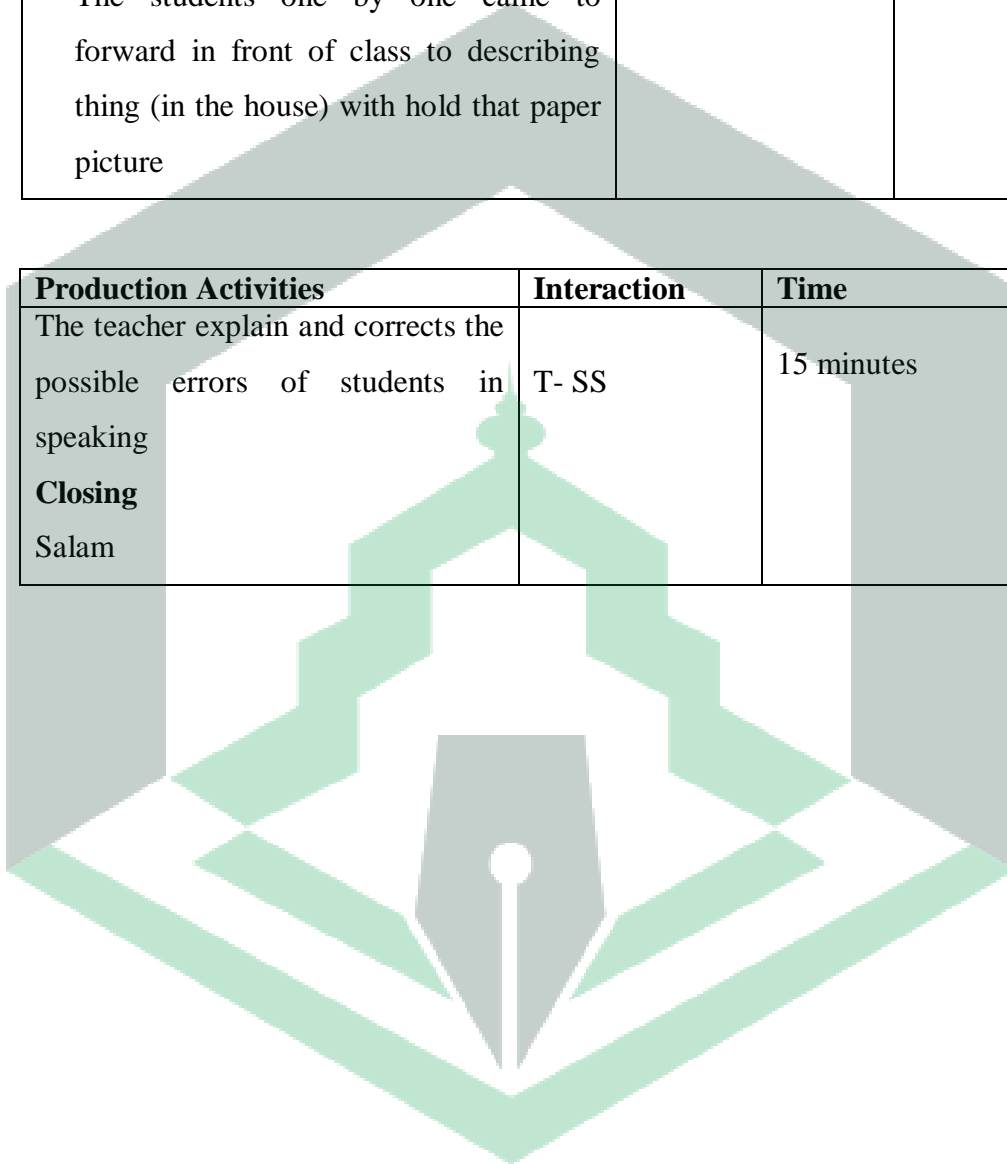 The students one by one came to
forward in front of class to describing
thing (in the house) with hold that paper
picture
Production Activities Interaction Time
The teacher explain and corrects the
possible errors of students in T- SS 15 minutes
speaking
Closing
Salam